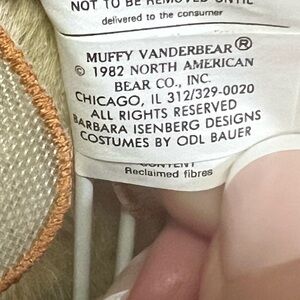 NOT TO BE REMOVED UNTIL
delivered to the consumer
MUFFY VANDERBEAR®
© 1982 NORTH AMERICAN
BEAR CO., INC.
CHICAGO, IL 312/329-0020
ALL RIGHTS RESERVED
BARBARA ISENBERG DESIGNS
COSTUMES BY ODL BAUER
CONTENT
Reclaimed fibres